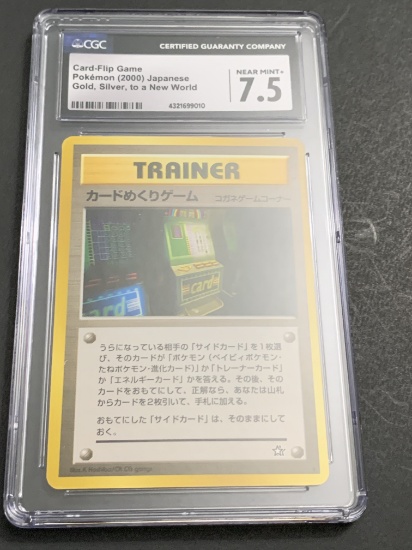 CGC
CERTIFIED GUARANTY COMPANY
Card-Flip Game
Pokémon (2000) Japanese
Gold, Silver, to a New World
4321699010
NEAR MINT+
7.5
TRAINER
カードめくりゲーム
コガネゲームコーナー
card
card
うらになっている相手の「サイドカード」を1枚選
び、そのカードが「ポケモン(ベイビィポケモン・
たねポケモン・進化カード)」か「トレーナーカード」
か「エネルギーカード」かを答える。その後、その
カードをおもてにして、正解なら、あなたは山札
からカードを2枚引いて、手札に加える。
おもてにした「サイドカード」は、そのままにして
おく。